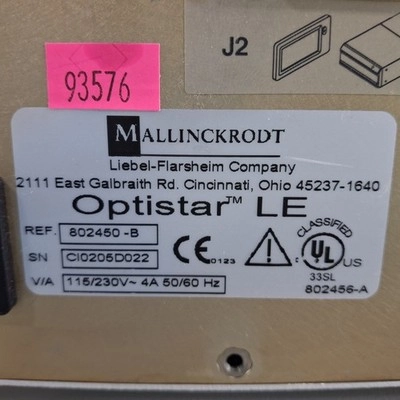 J2
93576
MALLINCKRODT
Liebel-Flarsheim Company
2111 East Galbraith Rd. Cincinnati, Ohio 45237-1640
Optistar™ LE
REF. 802450-B
SN CI0205D022
V/A 115/230V~ 4A 50/60 Hz
CE 0123
CLASSIFIED
UL US
33SL
802456-A